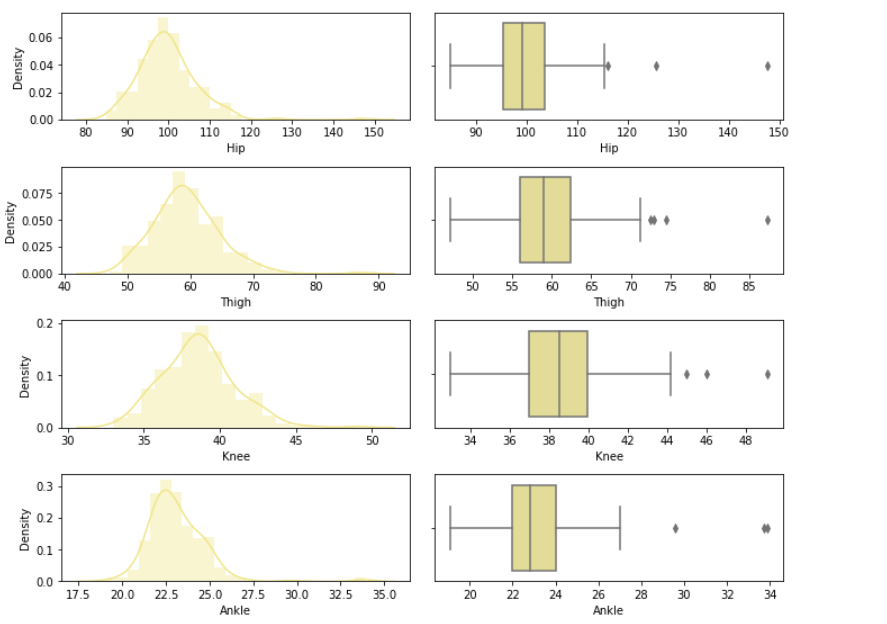 Density
0.06
0.04
0.02
0.00
80 90 100 110 120 130 140 150
Hip
90 100 110 120 130 140 150
Hip
Density
0.075
0.050
0.025
0.000
40 50 60 70 80 90
Thigh
50 55 60 65 70 75 80 85
Thigh
Density
0.2
0.1
0.0
30 35 40 45 50
Knee
34 36 38 40 42 44 46 48
Knee
Density
0.3
0.2
0.1
0.0
17.5 20.0 22.5 25.0 27.5 30.0 32.5 35.0
Ankle
20 22 24 26 28 30 32 34
Ankle